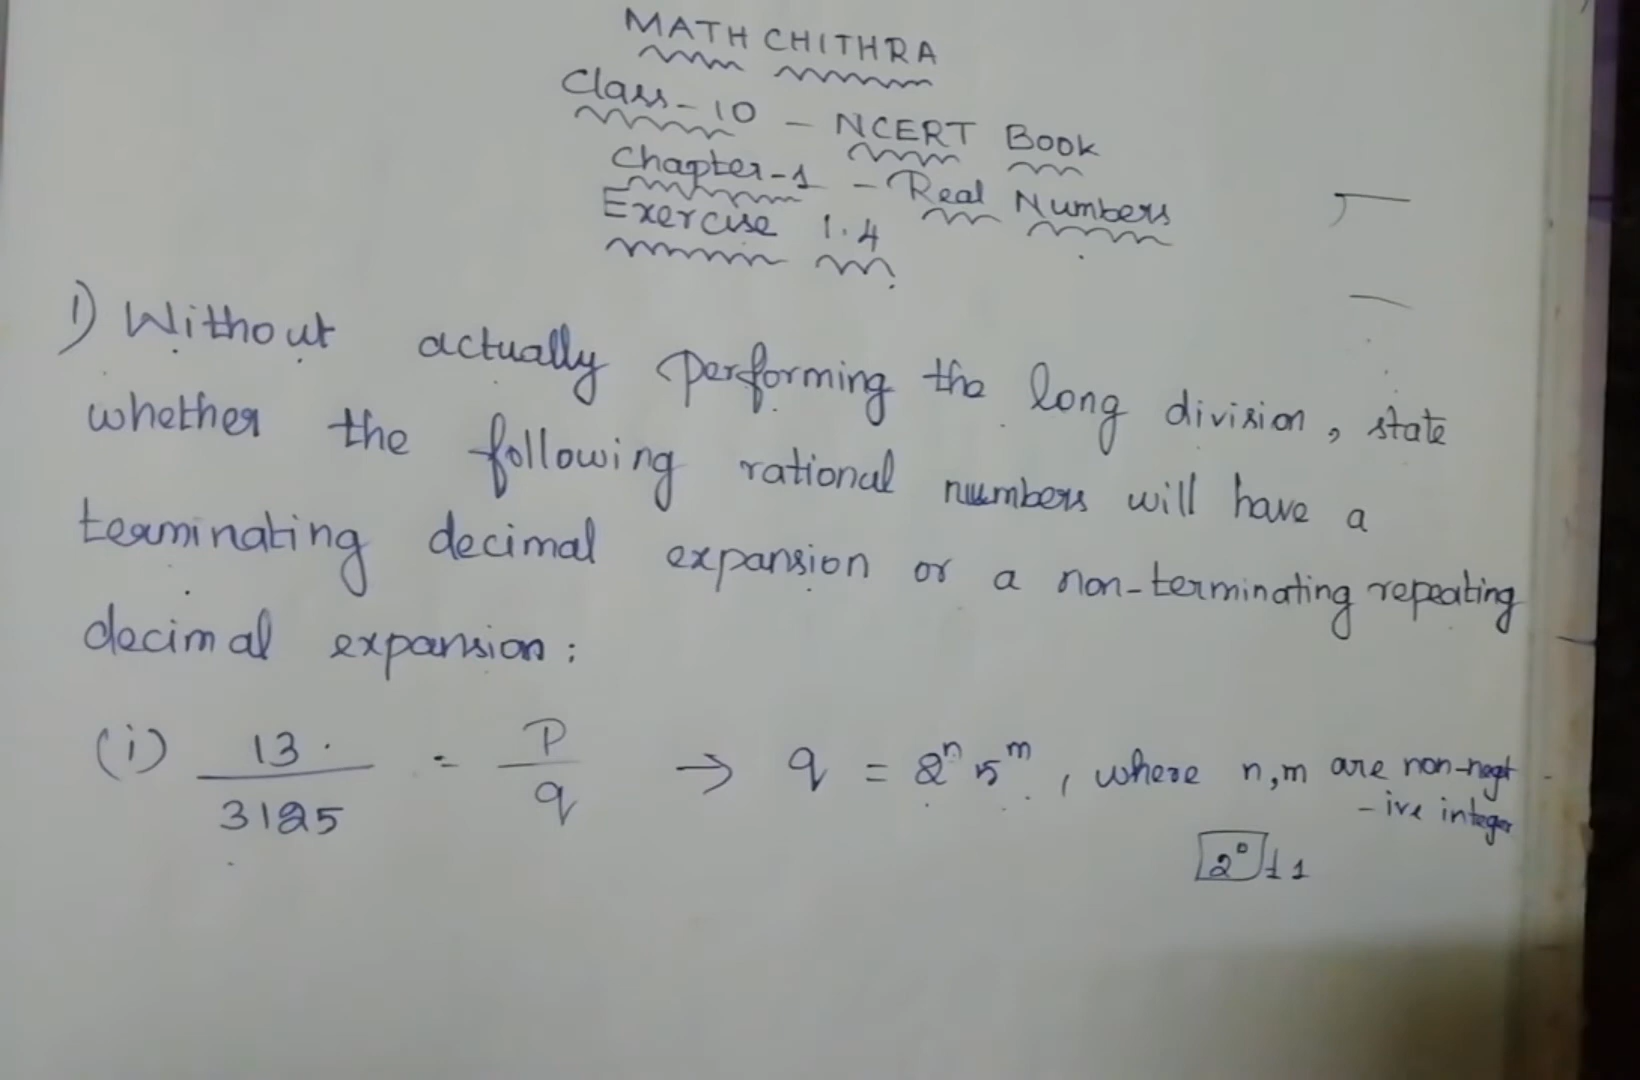 MATH CHITHRA
Class-10 - NCERT Book
Chapter-1 - Real Numbers
Exercise 1.4
1) Without actually performing the long division, state
whether the following rational numbers will have a
terminating decimal expansion or a non-terminating repeating
decimal expansion:
(i) 13/3125 = P/q → q = 2ⁿ 5ᵐ, where n,m are non-negt
-ive integer
2⁰ = 1